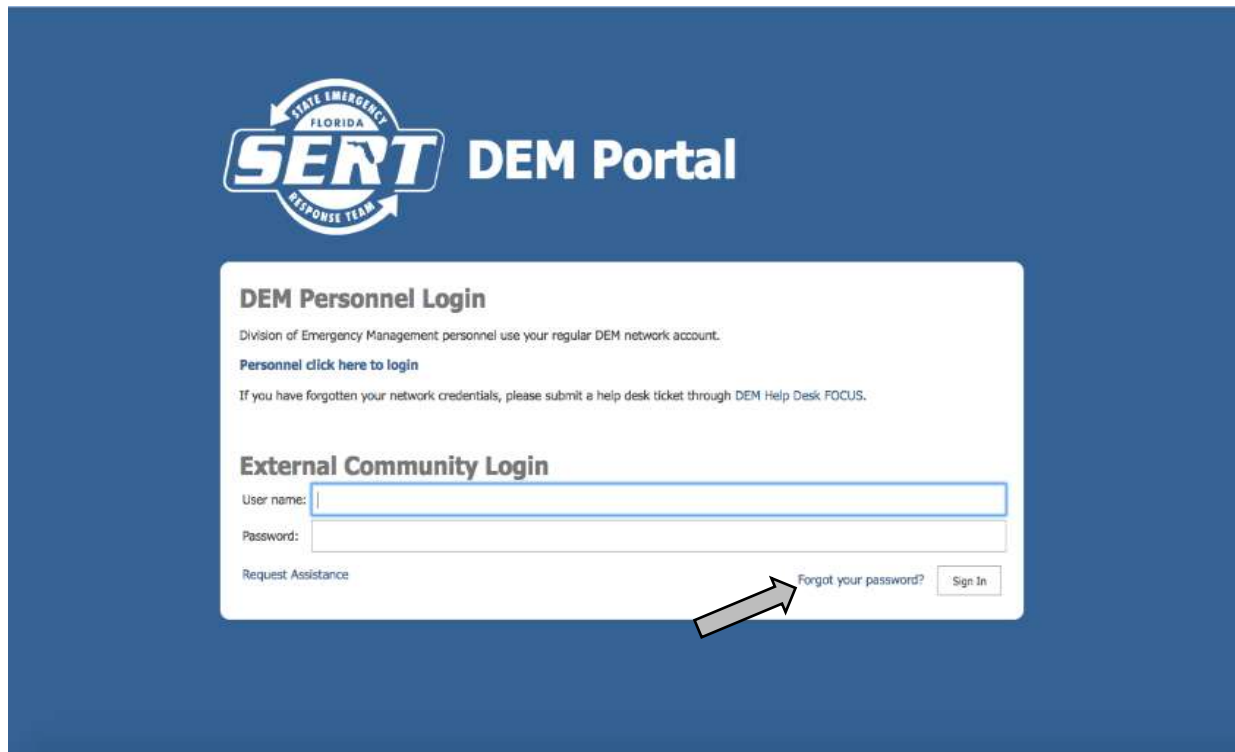 STATE EMERGENCY
FLORIDA
SERT
RESPONSE TEAM
DEM Portal
DEM Personnel Login
Division of Emergency Management personnel use your regular DEM network account.
Personnel click here to login
If you have forgotten your network credentials, please submit a help desk ticket through DEM Help Desk FOCUS.
External Community Login
User name:
Password:
Request Assistance Forgot your password? Sign In